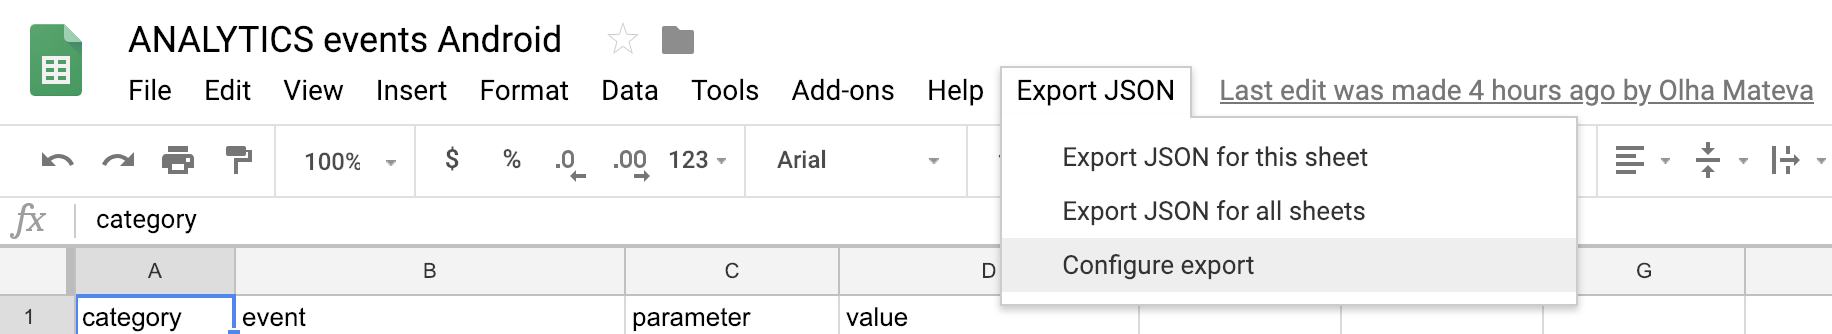 ANALYTICS events Android
File Edit View Insert Format Data Tools Add-ons Help Export JSON Last edit was made 4 hours ago by Olha Mateva
100% $ % .0 .00 123 Arial
Export JSON for this sheet
Export JSON for all sheets
Configure export
fx category
A B C D G
1 category event parameter value